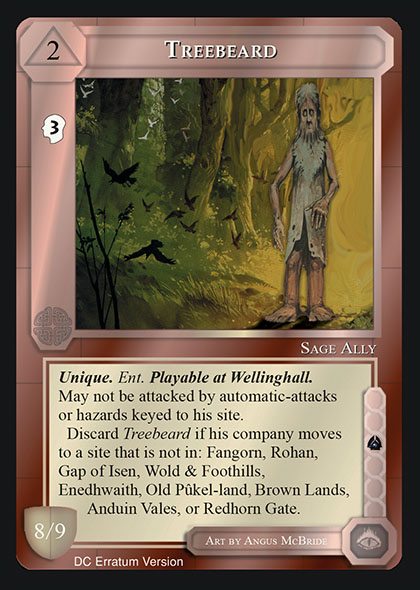 2
TREEBEARD
3
SAGE ALLY
Unique. Ent. Playable at Wellinghall.
May not be attacked by automatic-attacks
or hazards keyed to his site.
Discard Treebeard if his company moves
to a site that is not in: Fangorn, Rohan,
Gap of Isen, Wold & Foothills,
Enedhwaith, Old Pûkel-land, Brown Lands,
Anduin Vales, or Redhorn Gate.
8/9
ART BY ANGUS MCBRIDE
DC Erratum Version